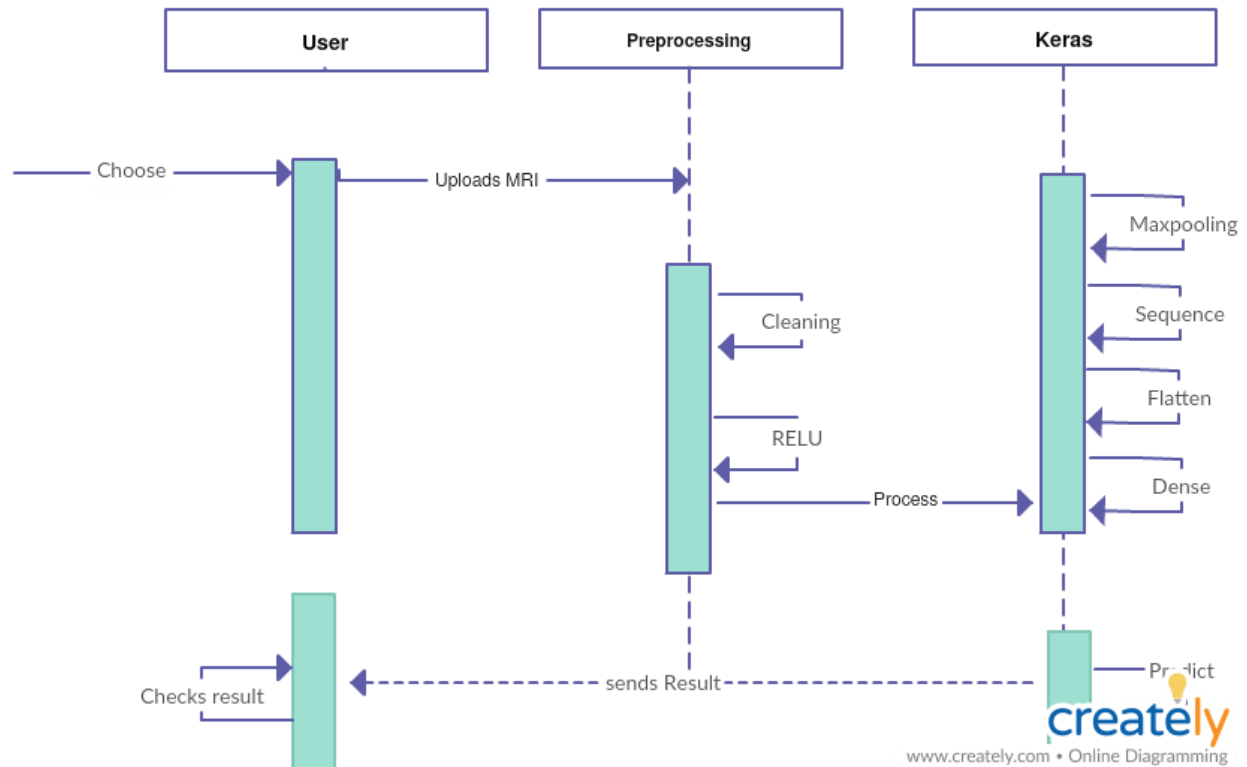 User
Preprocessing
Keras
Choose
Uploads MRI
Maxpooling
Cleaning
Sequence
Flatten
RELU
Dense
Process
Checks result
sends Result
Predict
creately
www.creately.com • Online Diagramming